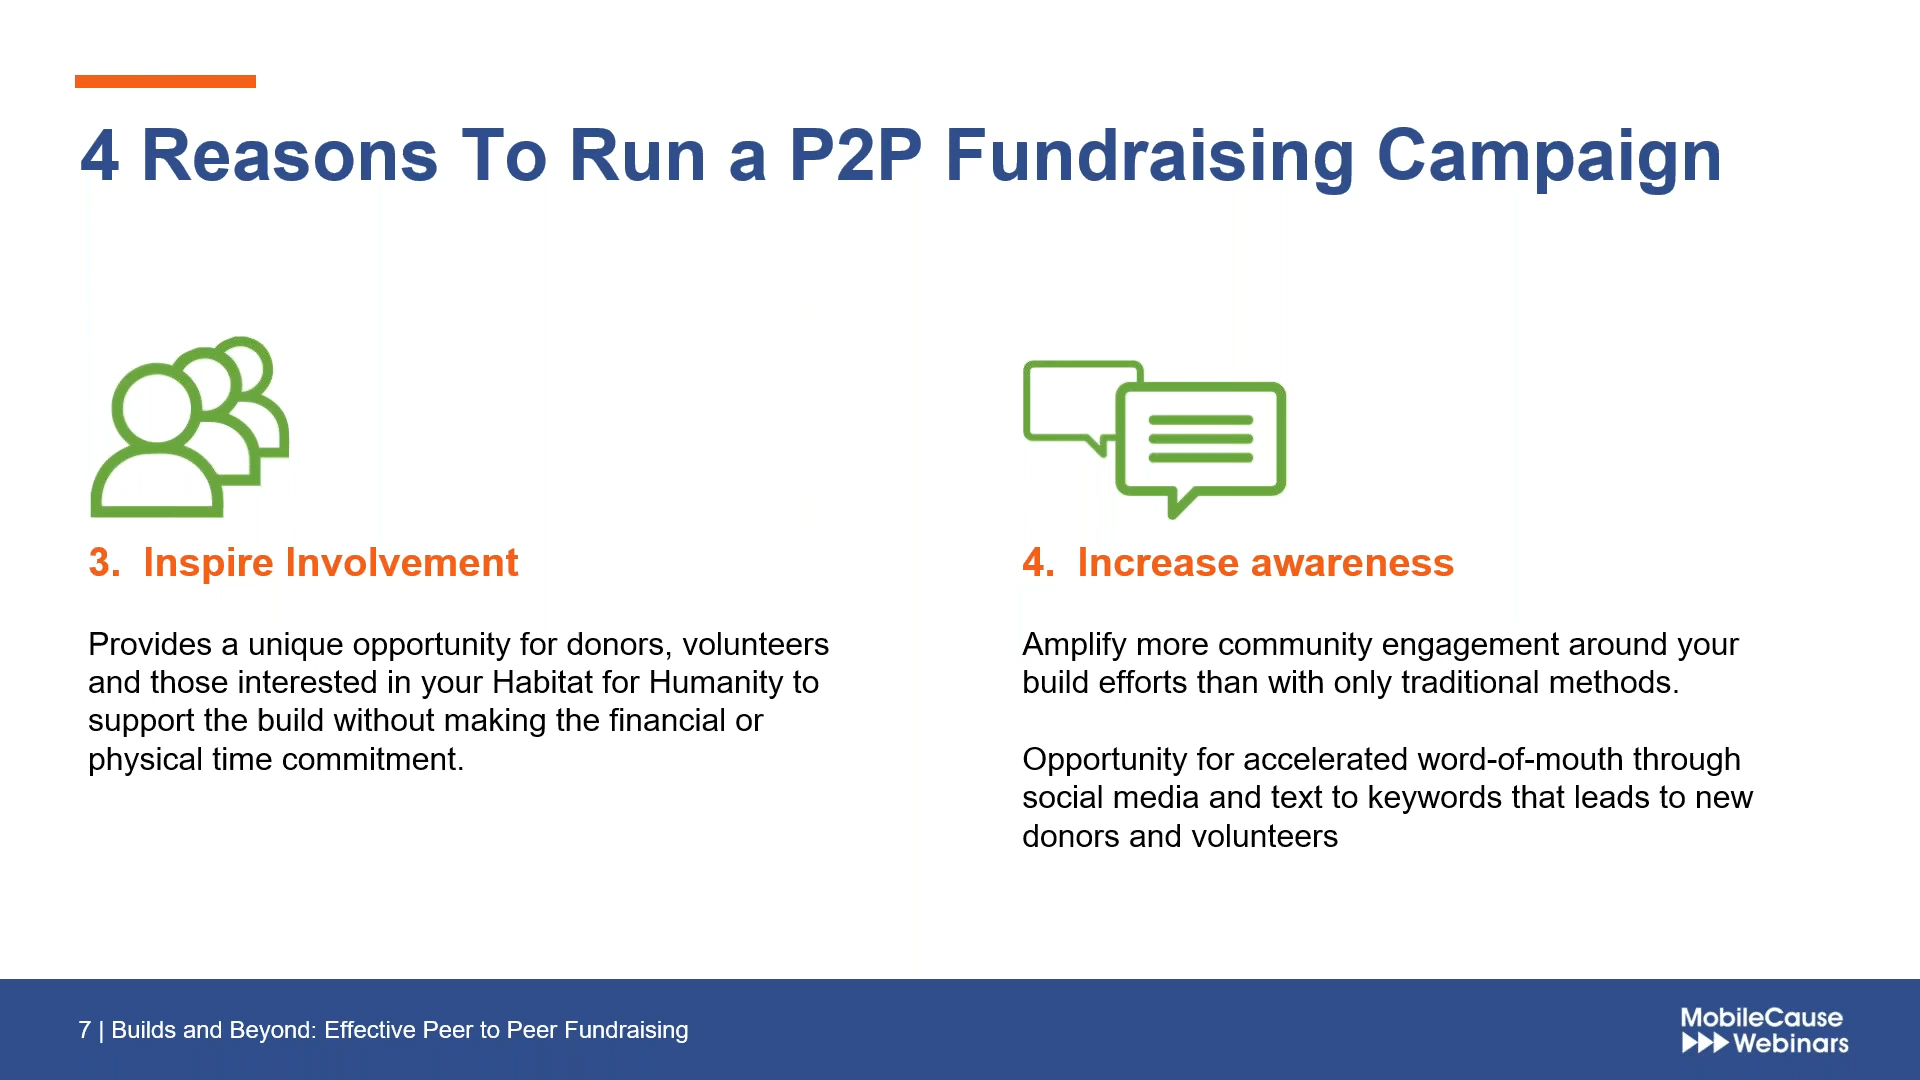 4 Reasons To Run a P2P Fundraising Campaign
3. Inspire Involvement
Provides a unique opportunity for donors, volunteers
and those interested in your Habitat for Humanity to
support the build without making the financial or
physical time commitment.
4. Increase awareness
Amplify more community engagement around your
build efforts than with only traditional methods.
Opportunity for accelerated word-of-mouth through
social media and text to keywords that leads to new
donors and volunteers
7 | Builds and Beyond: Effective Peer to Peer Fundraising
MobileCause
Webinars